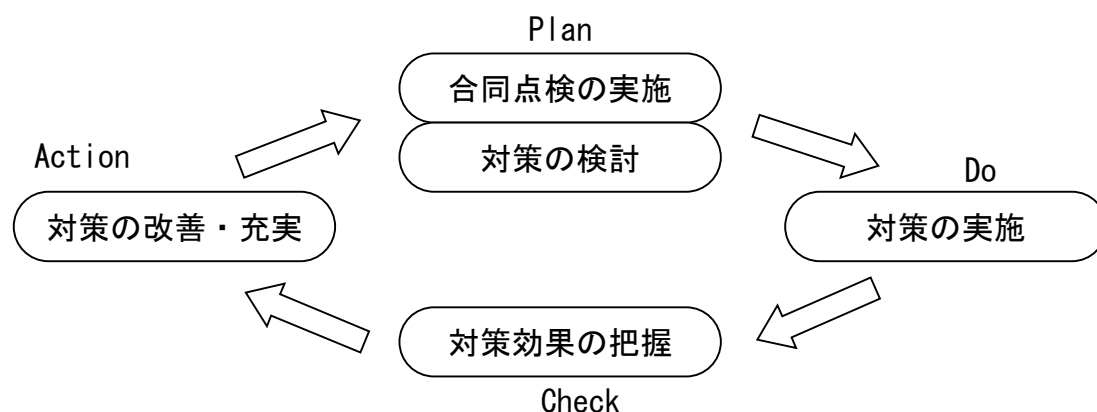 Plan
合同点検の実施
対策の検討
Action
Do
対策の改善・充実
対策の実施
対策効果の把握
Check